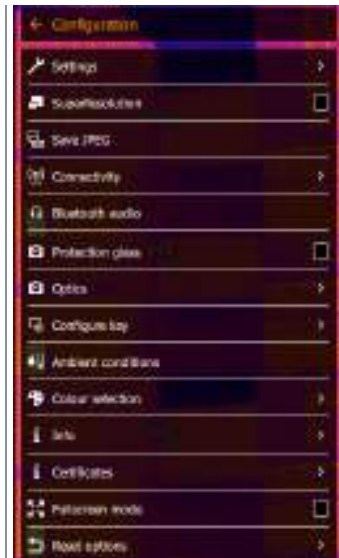 Configuration
Settings
SuperResolution
Save JPEG
Connectivity
Bluetooth audio
Protection glass
Optics
Configure key
Ambient conditions
Colour selection
Info
Certificates
Fullscreen mode
Reset options